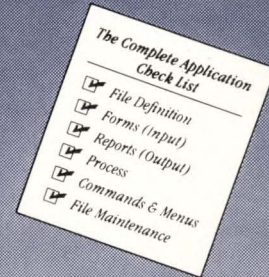 The Complete Application
Check List
File Definition
Forms (Input)
Reports (Output)
Process
Commands & Menus
File Maintenance